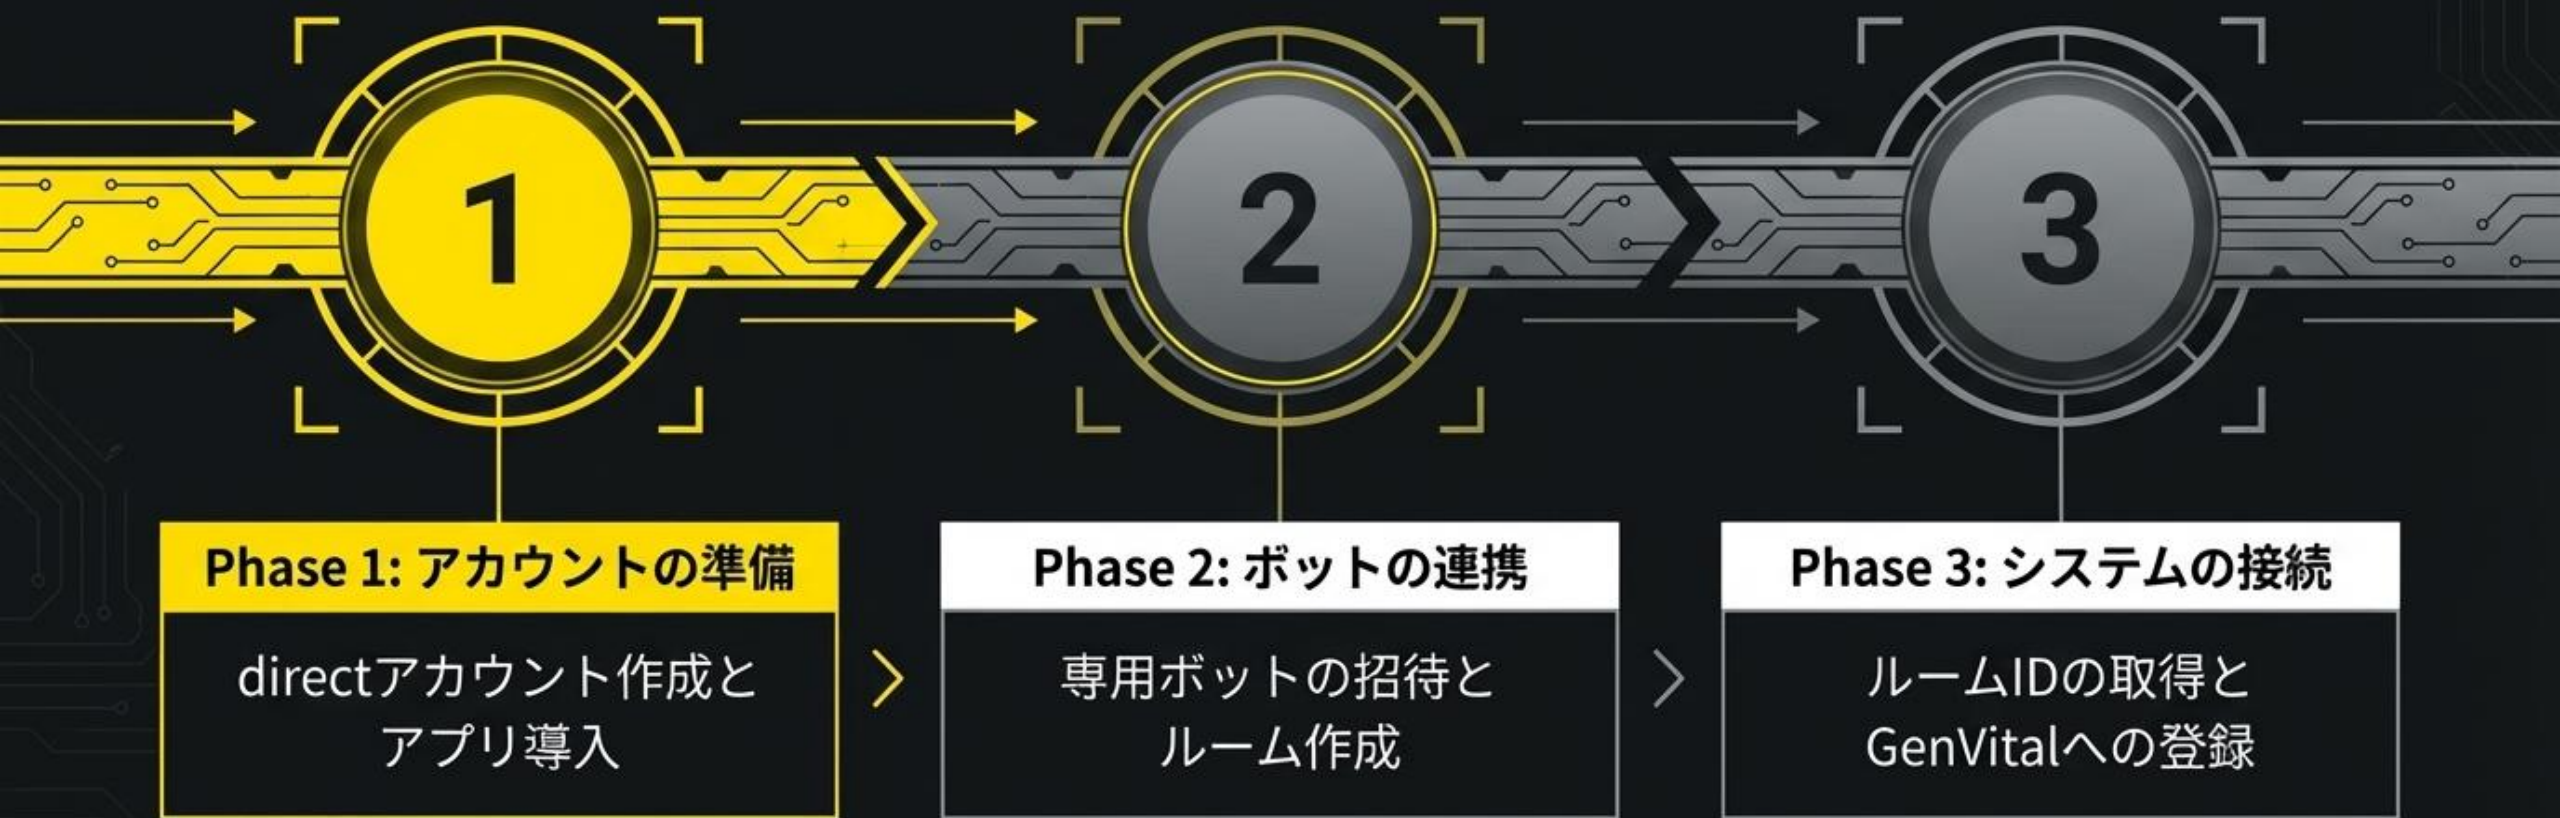 1
2
3
Phase 1: アカウントの準備
directアカウント作成と
アプリ導入
Phase 2: ボットの連携
専用ボットの招待と
ルーム作成
Phase 3: システムの接続
ルームIDの取得と
GenVitalへの登録